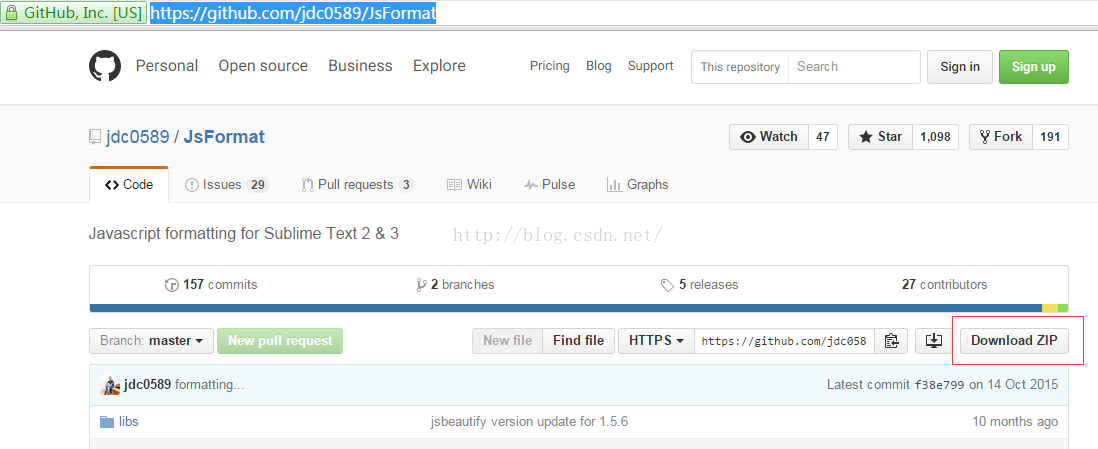 GitHub, Inc. [US] https://github.com/jdc0589/JsFormat
Personal Open source Business Explore Pricing Blog Support This repository Search Sign in Sign up
jdc0589 / JsFormat Watch 47 Star 1,098 Fork 191
Code Issues 29 Pull requests 3 Wiki Pulse Graphs
Javascript formatting for Sublime Text 2 & 3 http://blog.csdn.net/
157 commits 2 branches 5 releases 27 contributors
Branch: master New pull request New file Find file HTTPS https://github.com/jdc058 Download ZIP
jdc0589 formatting... Latest commit f38e799 on 14 Oct 2015
libs jsbeautify version update for 1.5.6 10 months ago